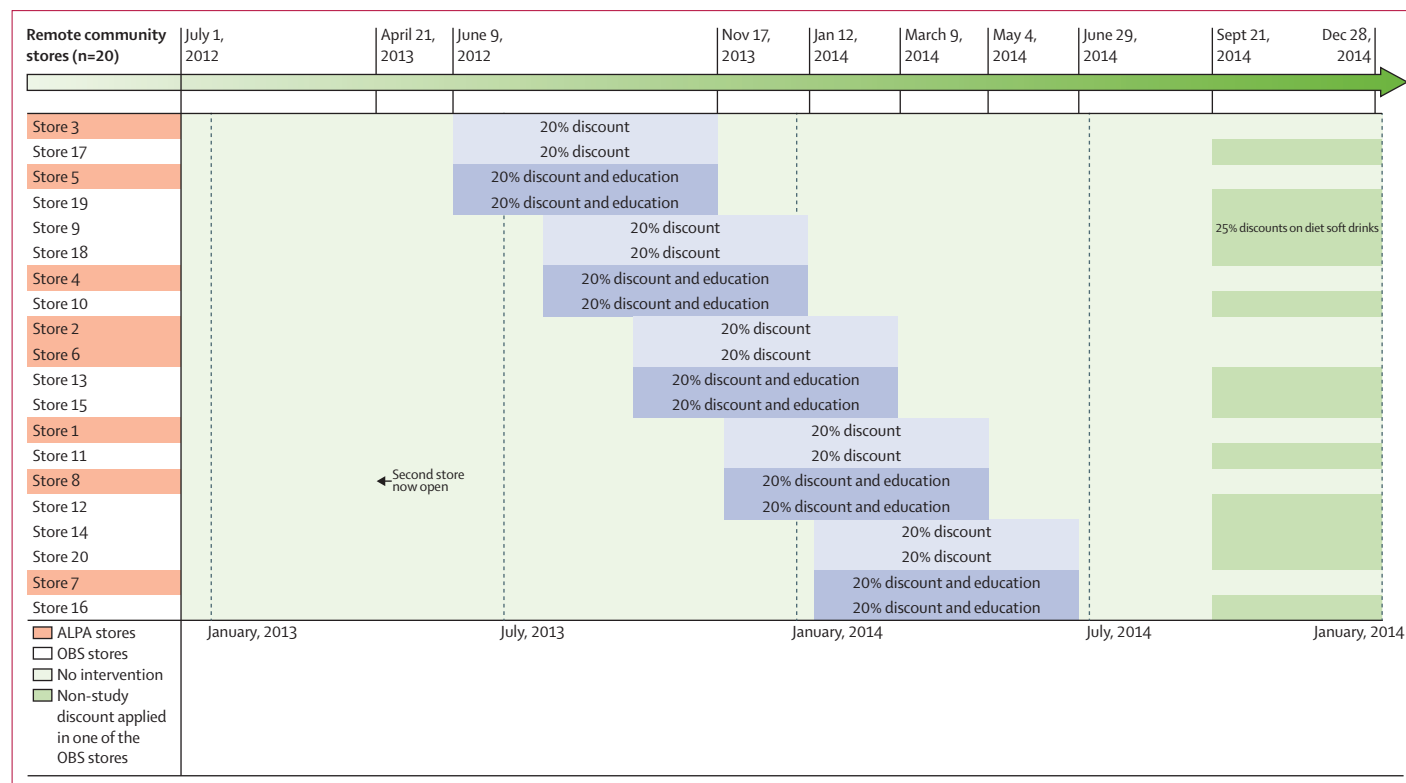 Remote community
stores (n=20)
July 1,
2012
April 21,
2013
June 9,
2012
Nov 17,
2013
Jan 12,
2014
March 9,
2014
May 4,
2014
June 29,
2014
Sept 21,
2014
Dec 28,
2014
Store 3
20% discount
Store 17
20% discount
Store 5
20% discount and education
Store 19
20% discount and education
Store 9
20% discount
25% discounts on diet soft drinks
Store 18
20% discount
Store 4
20% discount and education
Store 10
20% discount and education
Store 2
20% discount
Store 6
20% discount
Store 13
20% discount and education
Store 15
20% discount and education
Store 1
20% discount
Store 11
20% discount
Store 8
Second store
now open
20% discount and education
Store 12
20% discount and education
Store 14
20% discount
Store 20
20% discount
Store 7
20% discount and education
Store 16
20% discount and education
January, 2013
July, 2013
January, 2014
July, 2014
January, 2014
ALPA stores
OBS stores
No intervention
Non-study
discount applied
in one of the
OBS stores